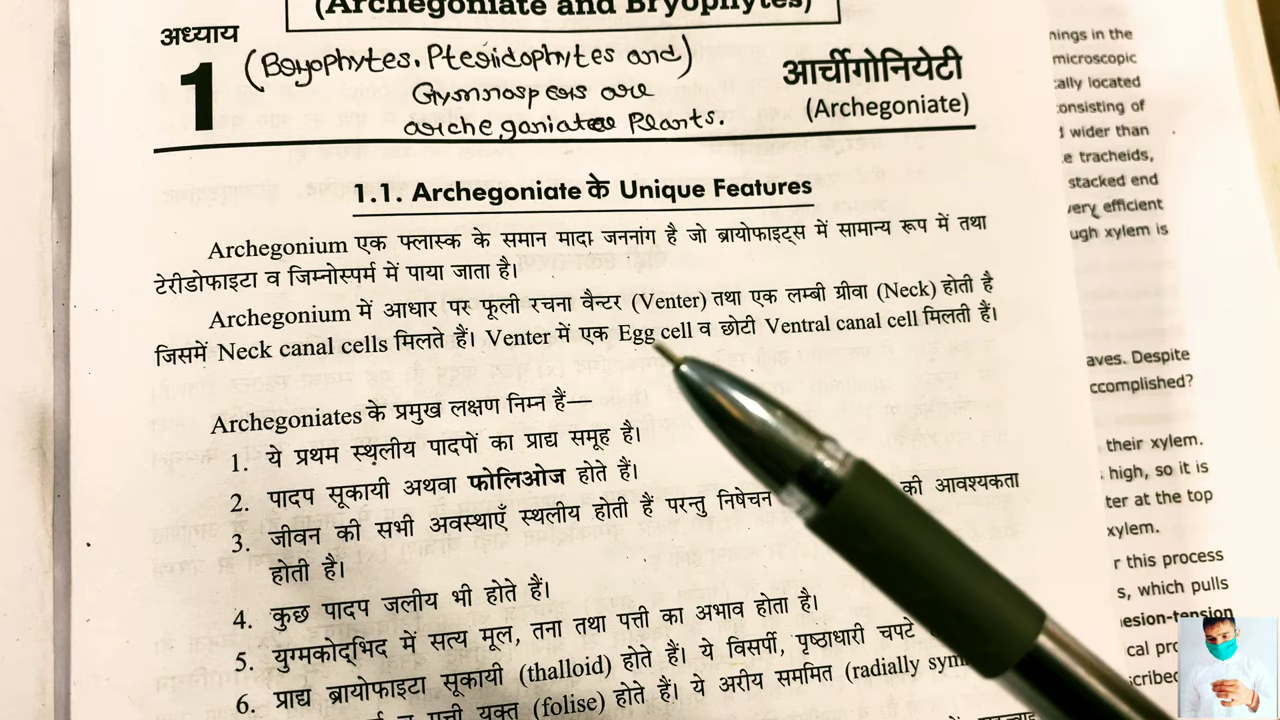 (Archegoniate and Bryophytes)
अध्याय
1
(Bryophytes, Pteridophytes and)
Gymnosperms are
archegoniatae Plants.
आर्चीगोनियेटी
(Archegoniate)
1.1. Archegoniate के Unique Features
Archegonium एक फ्लास्क के समान मादा जननांग है जो ब्रायोफाइट्स में सामान्य रूप में तथा
टेरीडोफाइटा व जिम्नोस्पर्म में पाया जाता है।
Archegonium में आधार पर फूली रचना वैन्टर (Venter) तथा एक लम्बी ग्रीवा (Neck) होती है
जिसमें Neck canal cells मिलते हैं। Venter में एक Egg cell व छोटी Ventral canal cell मिलती हैं।
Archegoniates के प्रमुख लक्षण निम्न हैं—
1. ये प्रथम स्थलीय पादपों का प्राद्य समूह है।
2. पादप सूकायी अथवा फोलिओज होते हैं।
3. जीवन की सभी अवस्थाएँ स्थलीय होती हैं परन्तु निषेचन की आवश्यकता
होती है।
4. कुछ पादप जलीय भी होते हैं।
5. युग्मकोद्‌भिद में सत्य मूल, तना तथा पत्ती का अभाव होता है।
6. प्राद्य ब्रायोफाइटा सूकायी (thalloid) होते हैं। ये विसर्पी, पृष्ठाधारी चपटे
पत्ती युक्त (folise) होते हैं। ये अरीय सममित (radially sym
nings in the
microscopic
cally located
onsisting of
d wider than
e tracheids,
stacked end
very efficient
ugh xylem is
aves. Despite
ccomplished?
their xylem.
high, so it is
ter at the top
xylem.
r this process
s, which pulls
esion-tension
cal pro
scribed